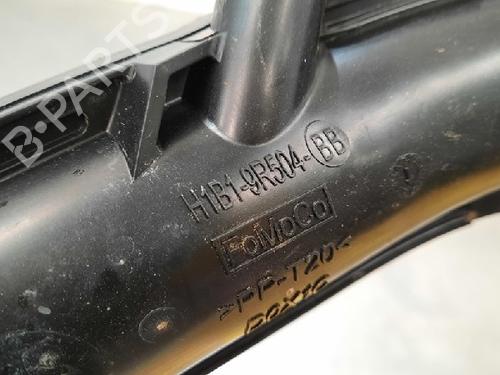 B-PARTS
H1B1-9R504-BB
FoMoCo
>PP-T20<